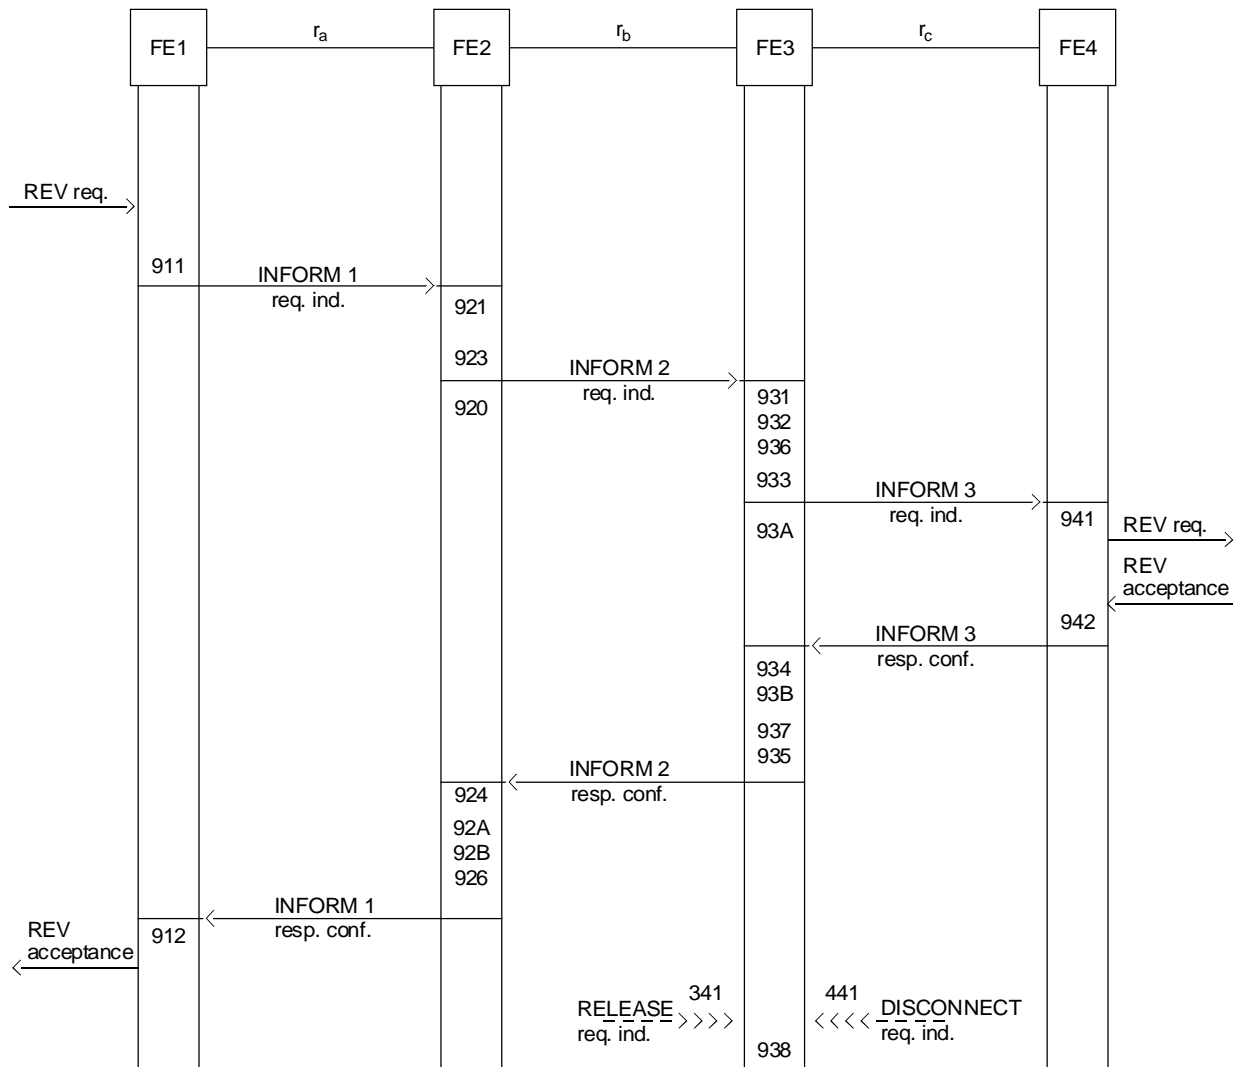 FE1 r_a FE2 r_b FE3 r_c FE4
REV req.
911
INFORM 1
req. ind.
921
923
INFORM 2
req. ind.
920
931
932
936
933
INFORM 3
req. ind.
93A
941
REV req.
REV
acceptance
942
INFORM 3
resp. conf.
934
93B
937
935
INFORM 2
resp. conf.
924
92A
92B
926
INFORM 1
resp. conf.
912
REV
acceptance
341
RELEASE
req. ind.
441
DISCONNECT
req. ind.
938